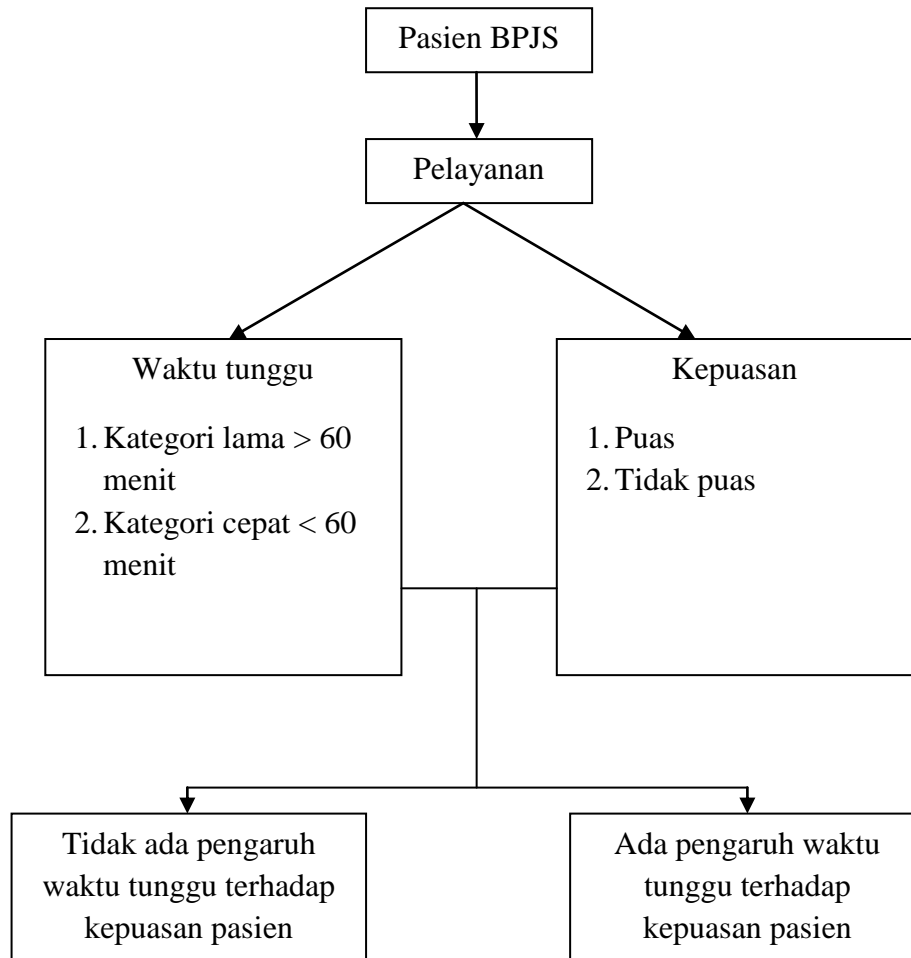 Pasien BPJS
Pelayanan
Waktu tunggu
1. Kategori lama > 60
menit
2. Kategori cepat < 60
menit
Kepuasan
1. Puas
2. Tidak puas
Tidak ada pengaruh
waktu tunggu terhadap
kepuasan pasien
Ada pengaruh waktu
tunggu terhadap
kepuasan pasien